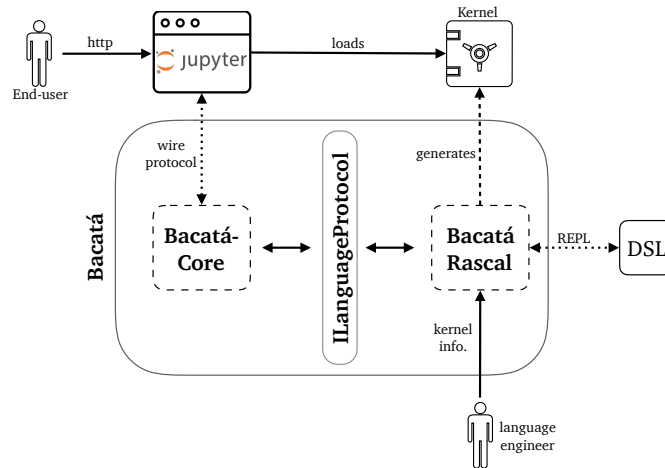 Kernel
http
jupyter
loads
End-user
wire
protocol
generates
Bacatá
Bacatá-
Core
ILanguageProtocol
Bacatá
Rascal
REPL
DSL
kernel
info.
language
engineer